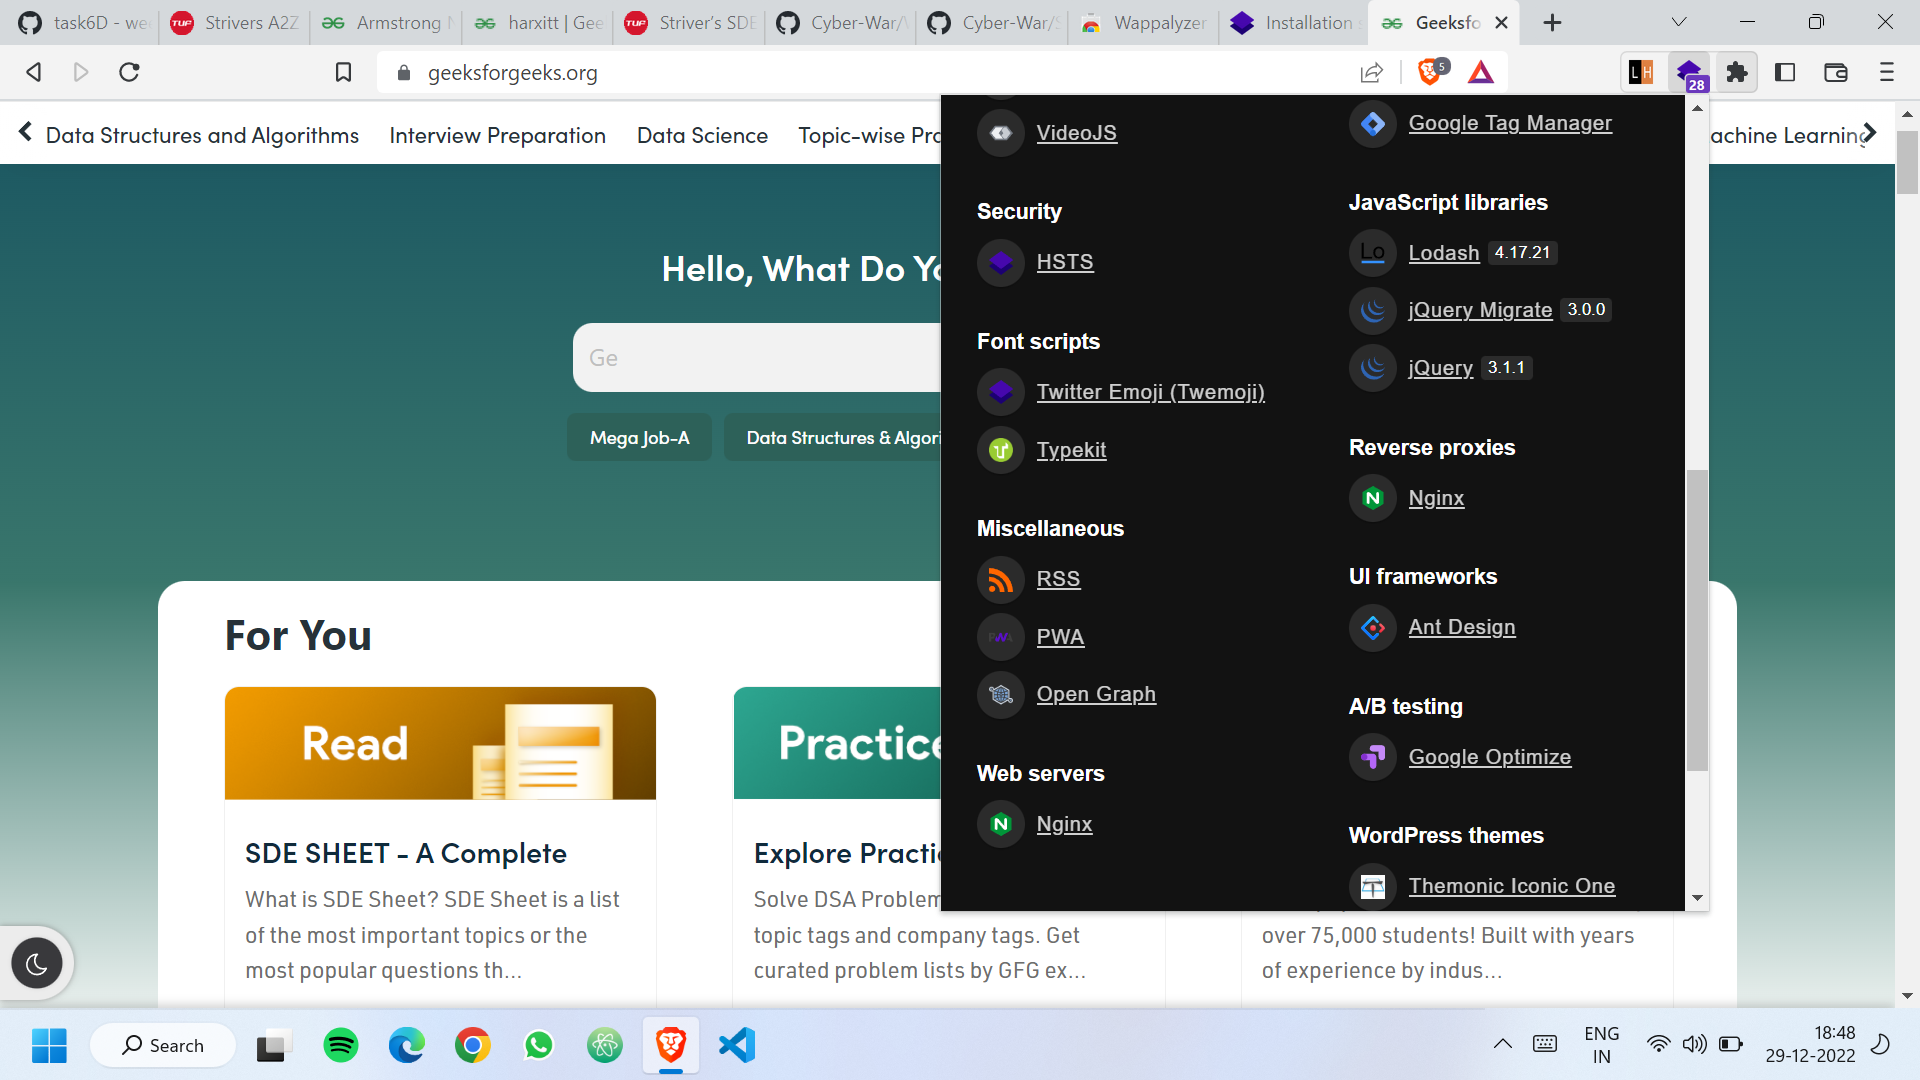 task6D - we
Strivers A2Z
Armstrong N
harxitt | Gee
Striver's SDE
Cyber-War/
Cyber-War/S
Wappalyzer
Installation s
Geeksfo
geeksforgeeks.org
5
28
Data Structures and Algorithms
Interview Preparation
Data Science
Topic-wise Pra
achine Learning
Hello, What Do Yo
Ge
Mega Job-A
Data Structures & Algori
For You
Read
Practice
SDE SHEET - A Complete
What is SDE Sheet? SDE Sheet is a list
of the most important topics or the
most popular questions th...
Explore Practi
Solve DSA Problem
topic tags and company tags. Get
curated problem lists by GFG ex...
over 75,000 students! Built with years
of experience by indus...
VideoJS
Security
HSTS
Font scripts
Twitter Emoji (Twemoji)
Typekit
Miscellaneous
RSS
PWA
Open Graph
Web servers
Nginx
Google Tag Manager
JavaScript libraries
Lodash 4.17.21
jQuery Migrate 3.0.0
jQuery 3.1.1
Reverse proxies
Nginx
UI frameworks
Ant Design
A/B testing
Google Optimize
WordPress themes
Themonic Iconic One
Search
ENG
IN
18:48
29-12-2022